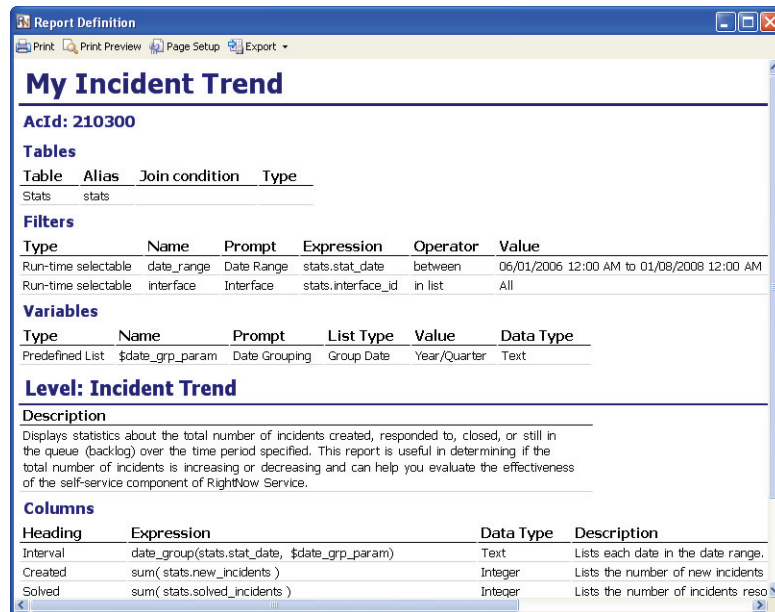 Report Definition
Print Print Preview Page Setup Export
My Incident Trend
AcId: 210300
Tables
Table Alias Join condition Type
Stats stats
Filters
Type Name Prompt Expression Operator Value
Run-time selectable date_range Date Range stats.stat_date between 06/01/2006 12:00 AM to 01/08/2008 12:00 AM
Run-time selectable interface Interface stats.interface_id in list All
Variables
Type Name Prompt List Type Value Data Type
Predefined List $date_grp_param Date Grouping Group Date Year/Quarter Text
Level: Incident Trend
Description
Displays statistics about the total number of incidents created, responded to, closed, or still in
the queue (backlog) over the time period specified. This report is useful in determining if the
total number of incidents is increasing or decreasing and can help you evaluate the effectiveness
of the self-service component of RightNow Service.
Columns
Heading Expression Data Type Description
Interval date_group(stats.stat_date, $date_grp_param) Text Lists each date in the date range.
Created sum( stats.new_incidents ) Integer Lists the number of new incidents
Solved sum( stats.solved_incidents ) Integer Lists the number of incidents reso